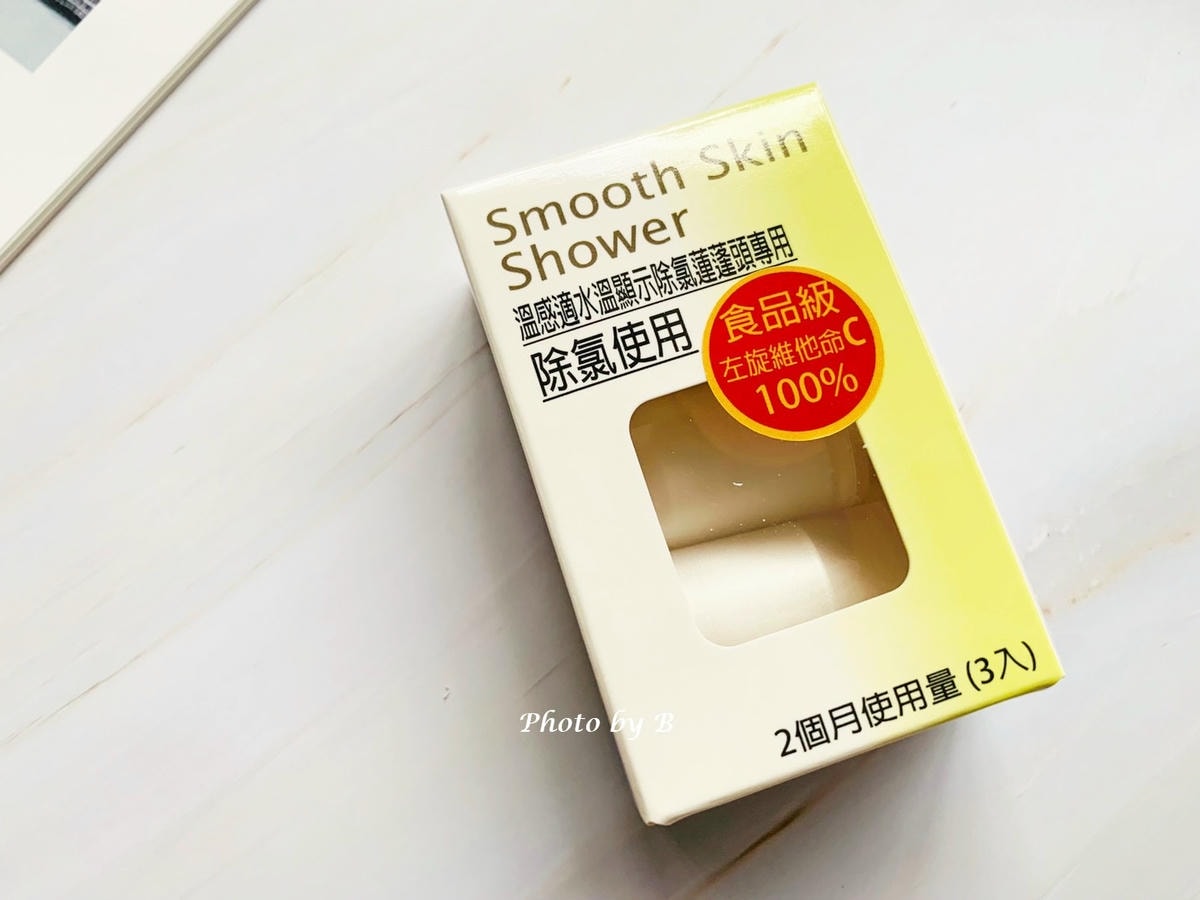 Smooth Skin
Shower
溫感適水溫顯示除氯蓮蓬頭專用
除氯使用
食品級
左旋維他命C
100%
2個月使用量(3入)
Photo by B